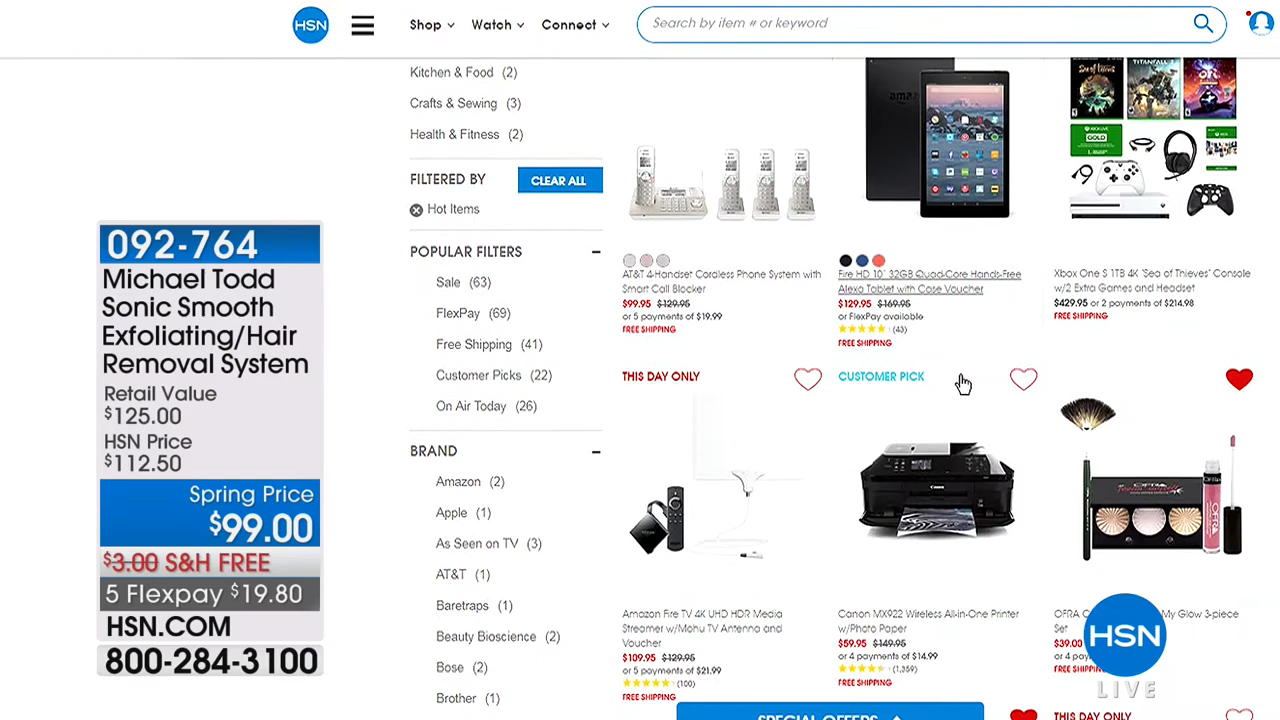 HSN
Shop
Watch
Connect
Search by item # or keyword
Kitchen & Food (2)
Crafts & Sewing (3)
Health & Fitness (2)
FILTERED BY
CLEAR ALL
Hot Items
POPULAR FILTERS
Sale (63)
FlexPay (69)
Free Shipping (41)
Customer Picks (22)
On Air Today (26)
BRAND
Amazon (2)
Apple (1)
As Seen on TV (3)
AT&T (1)
Baretraps (1)
Beauty Bioscience (2)
Bose (2)
Brother (1)
092-764
Michael Todd
Sonic Smooth
Exfoliating/Hair
Removal System
Retail Value
$125.00
HSN Price
$112.50
Spring Price
$99.00
$3.00 S&H FREE
5 Flexpay $19.80
HSN.COM
800-284-3100
AT&T 4-Handset Cordless Phone System with
Smart Call Blocker
$99.95 $129.95
or 5 payments of $19.99
FREE SHIPPING
Fire HD 10" 32GB Quad-Core Hands-Free
Alexa Tablet with Case Voucher
$129.95 $169.95
or FlexPay available
(43)
FREE SHIPPING
TITANFALL
GOLD
Xbox One S 1TB 4K "Sea of Thieves" Console
w/2 Extra Games and Headset
$429.95 or 2 payments of $214.98
FREE SHIPPING
THIS DAY ONLY
Amazon Fire TV 4K UHD HDR Media
Streamer w/Mohu TV Antenna and
Voucher
$109.95 $129.95
or 5 payments of $21.99
(100)
FREE SHIPPING
CUSTOMER PICK
Canon MX922 Wireless All-in-One Printer
w/Photo Paper
$59.95 $149.95
or 4 payments of $14.99
(1,359)
FREE SHIPPING
OFRA
My Glow 3-piece
Set
$39.00
or 4
FREE
HSN
LIVE
SPECIAL OFFERS
THIS DAY ONLY